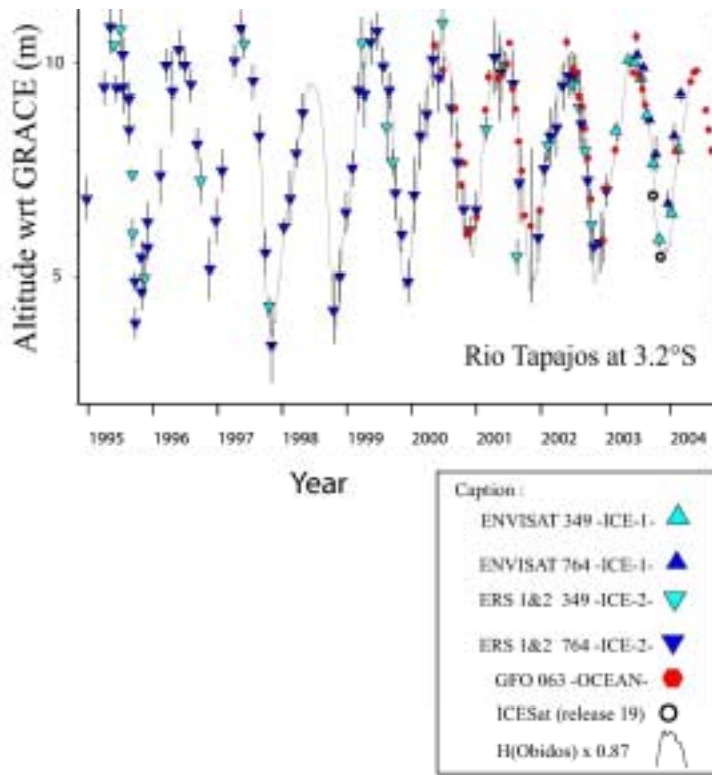 Altitude wrt GRACE (m)
10
5
Rio Tapajos at 3.2°S
1995 1996 1997 1998 1999 2000 2001 2002 2003 2004
Year
Caption :
ENVISAT 349 -ICE-1-
ENVISAT 764 -ICE-1-
ERS 1&2 349 -ICE-2-
ERS 1&2 764 -ICE-2-
GFO 063 -OCEAN-
ICESat (release 19)
H(Obidos) x 0.87